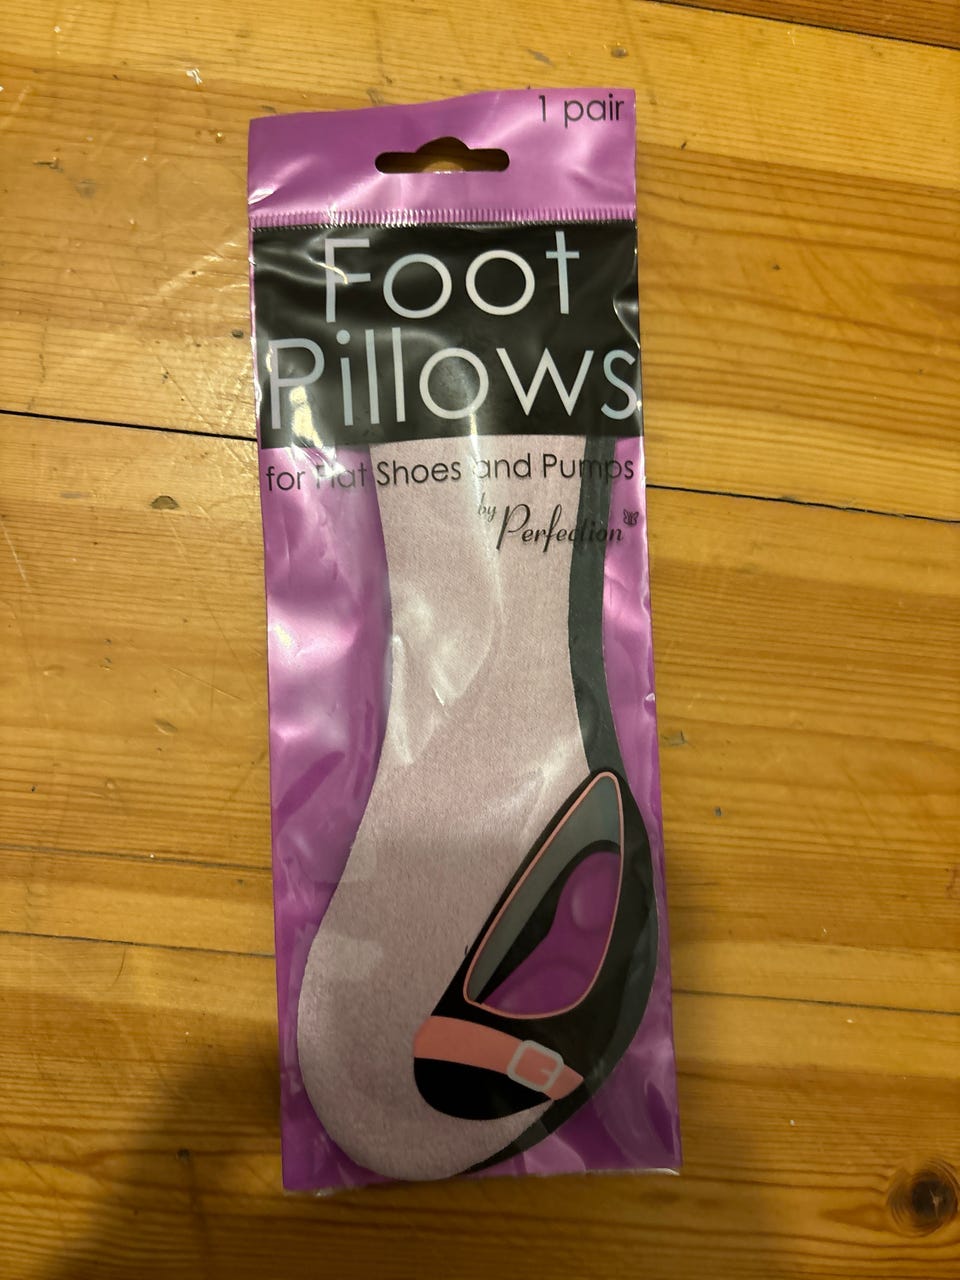 1 pair
Foot
Pillows
for Flat Shoes and Pumps
by Perfection